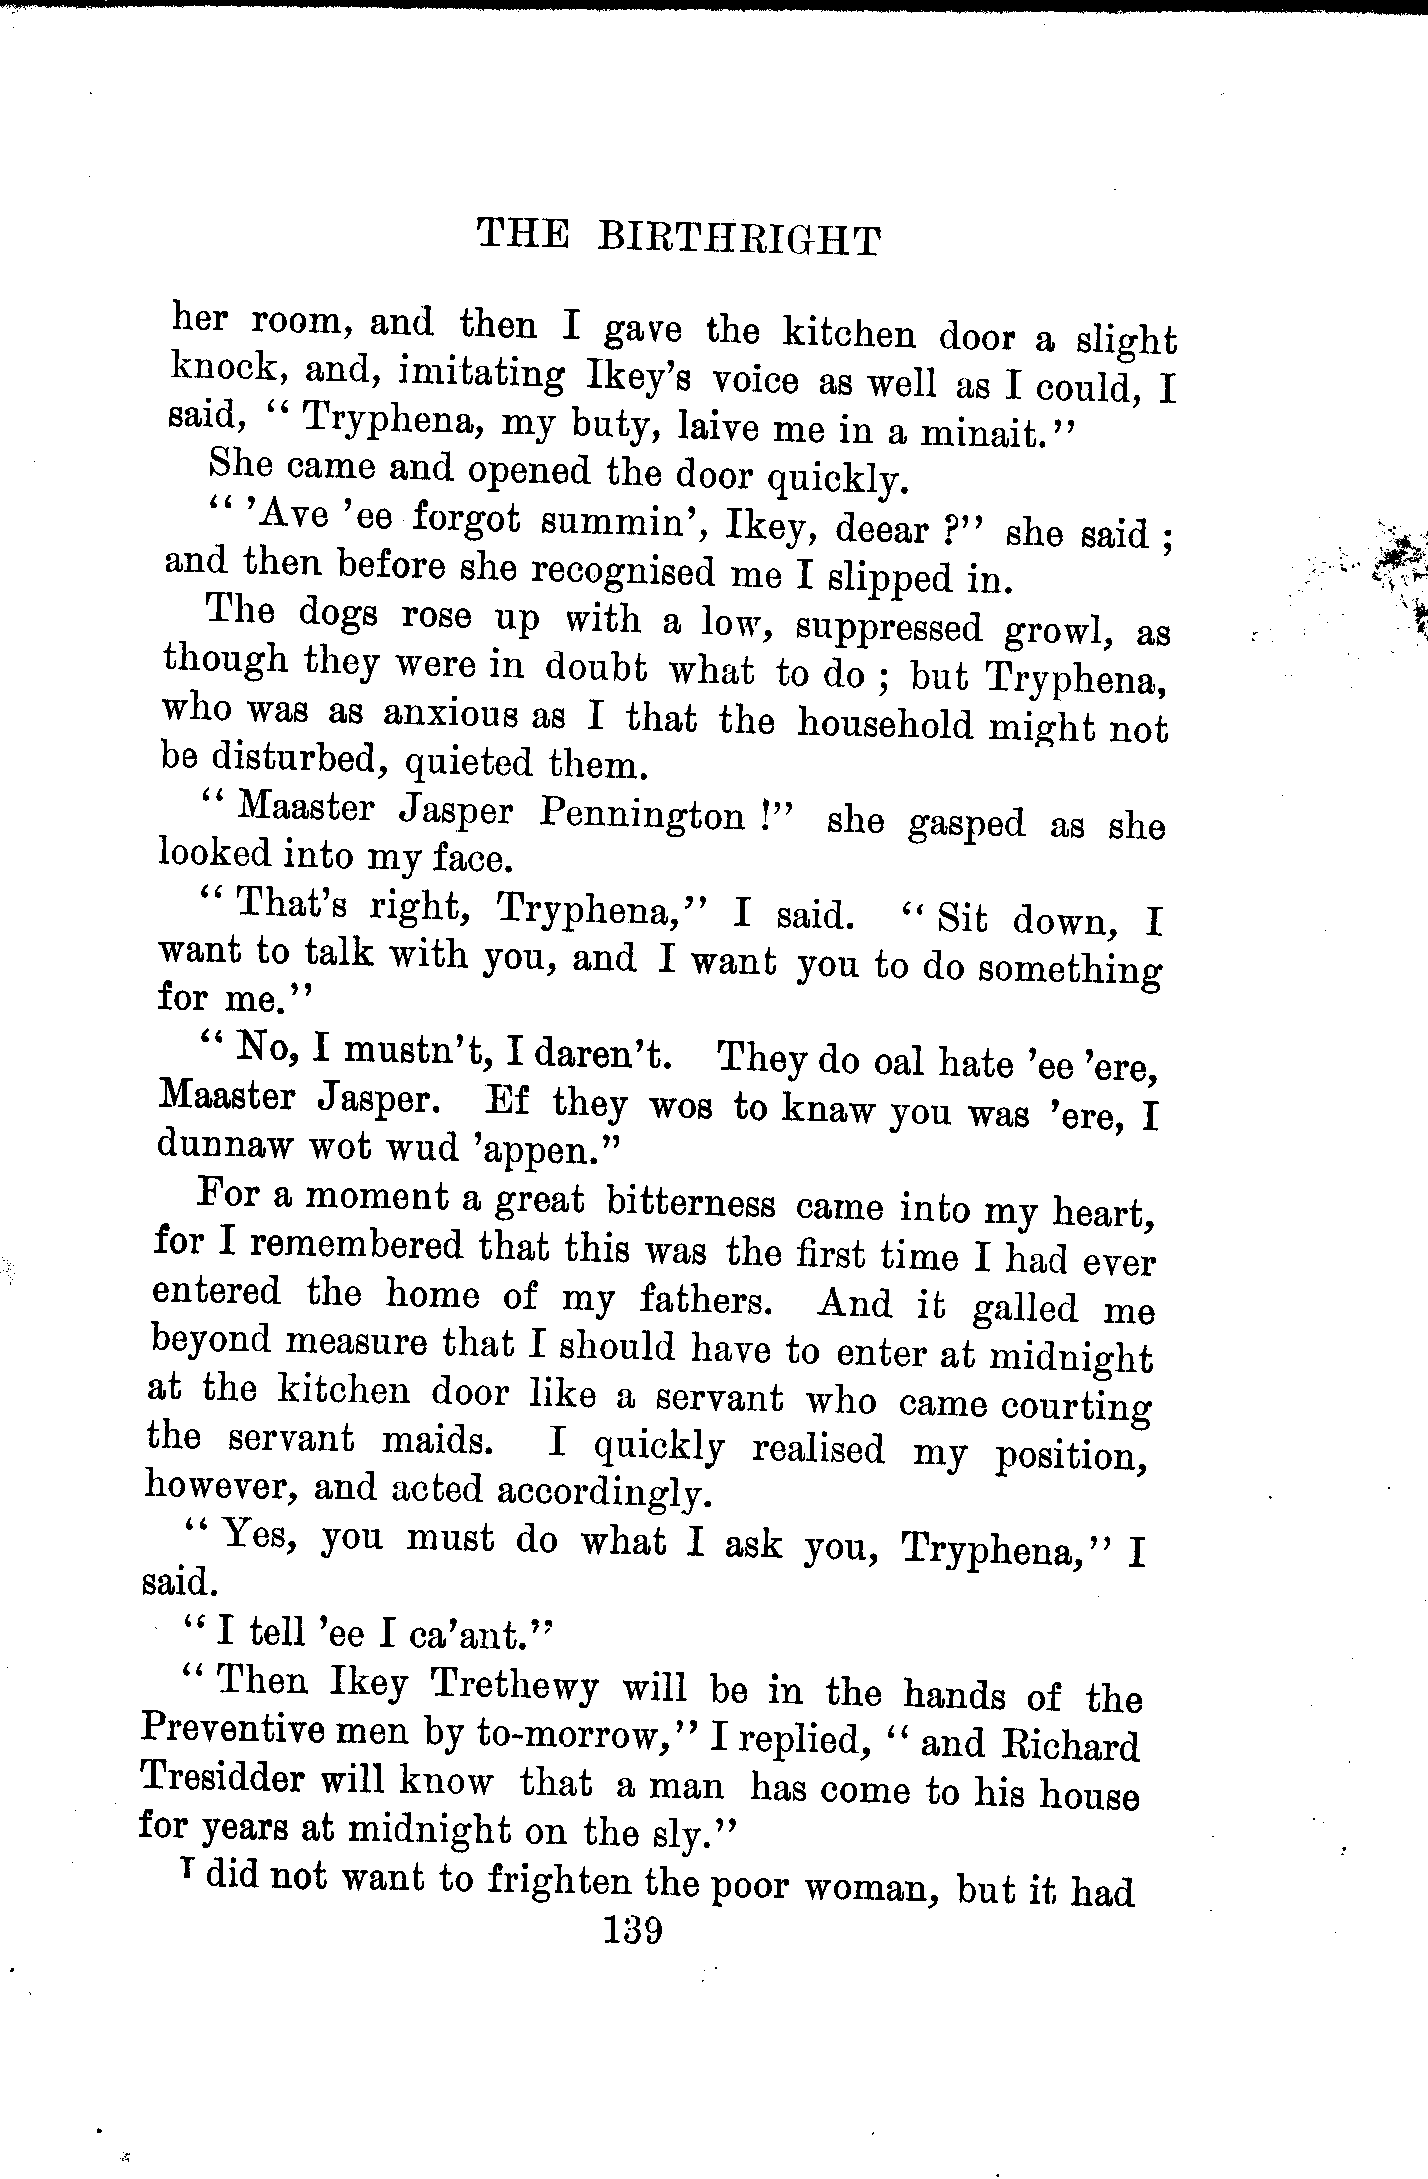 THE BIRTHRIGHT
her room, and then I gave the kitchen door a slight
knock, and, imitating Ikey's voice as well as I could, I
said, " Tryphena, my buty, laive me in a minait."
She came and opened the door quickly.
" 'Ave 'ee forgot summin', Ikey, deear ?" she said ;
and then before she recognised me I slipped in.
The dogs rose up with a low, suppressed growl, as
though they were in doubt what to do ; but Tryphena,
who was as anxious as I that the household might not
be disturbed, quieted them.
" Maaster Jasper Pennington !" she gasped as she
looked into my face.
" That's right, Tryphena," I said. " Sit down, I
want to talk with you, and I want you to do something
for me."
" No, I mustn't, I daren't. They do oal hate 'ee 'ere,
Maaster Jasper. Ef they wos to knaw you was 'ere, I
dunnaw wot wud 'appen."
For a moment a great bitterness came into my heart,
for I remembered that this was the first time I had ever
entered the home of my fathers. And it galled me
beyond measure that I should have to enter at midnight
at the kitchen door like a servant who came courting
the servant maids. I quickly realised my position,
however, and acted accordingly.
" Yes, you must do what I ask you, Tryphena," I
said.
" I tell 'ee I ca'ant."
" Then Ikey Trethewy will be in the hands of the
Preventive men by to-morrow," I replied, " and Richard
Tresidder will know that a man has come to his house
for years at midnight on the sly."
I did not want to frighten the poor woman, but it had
139